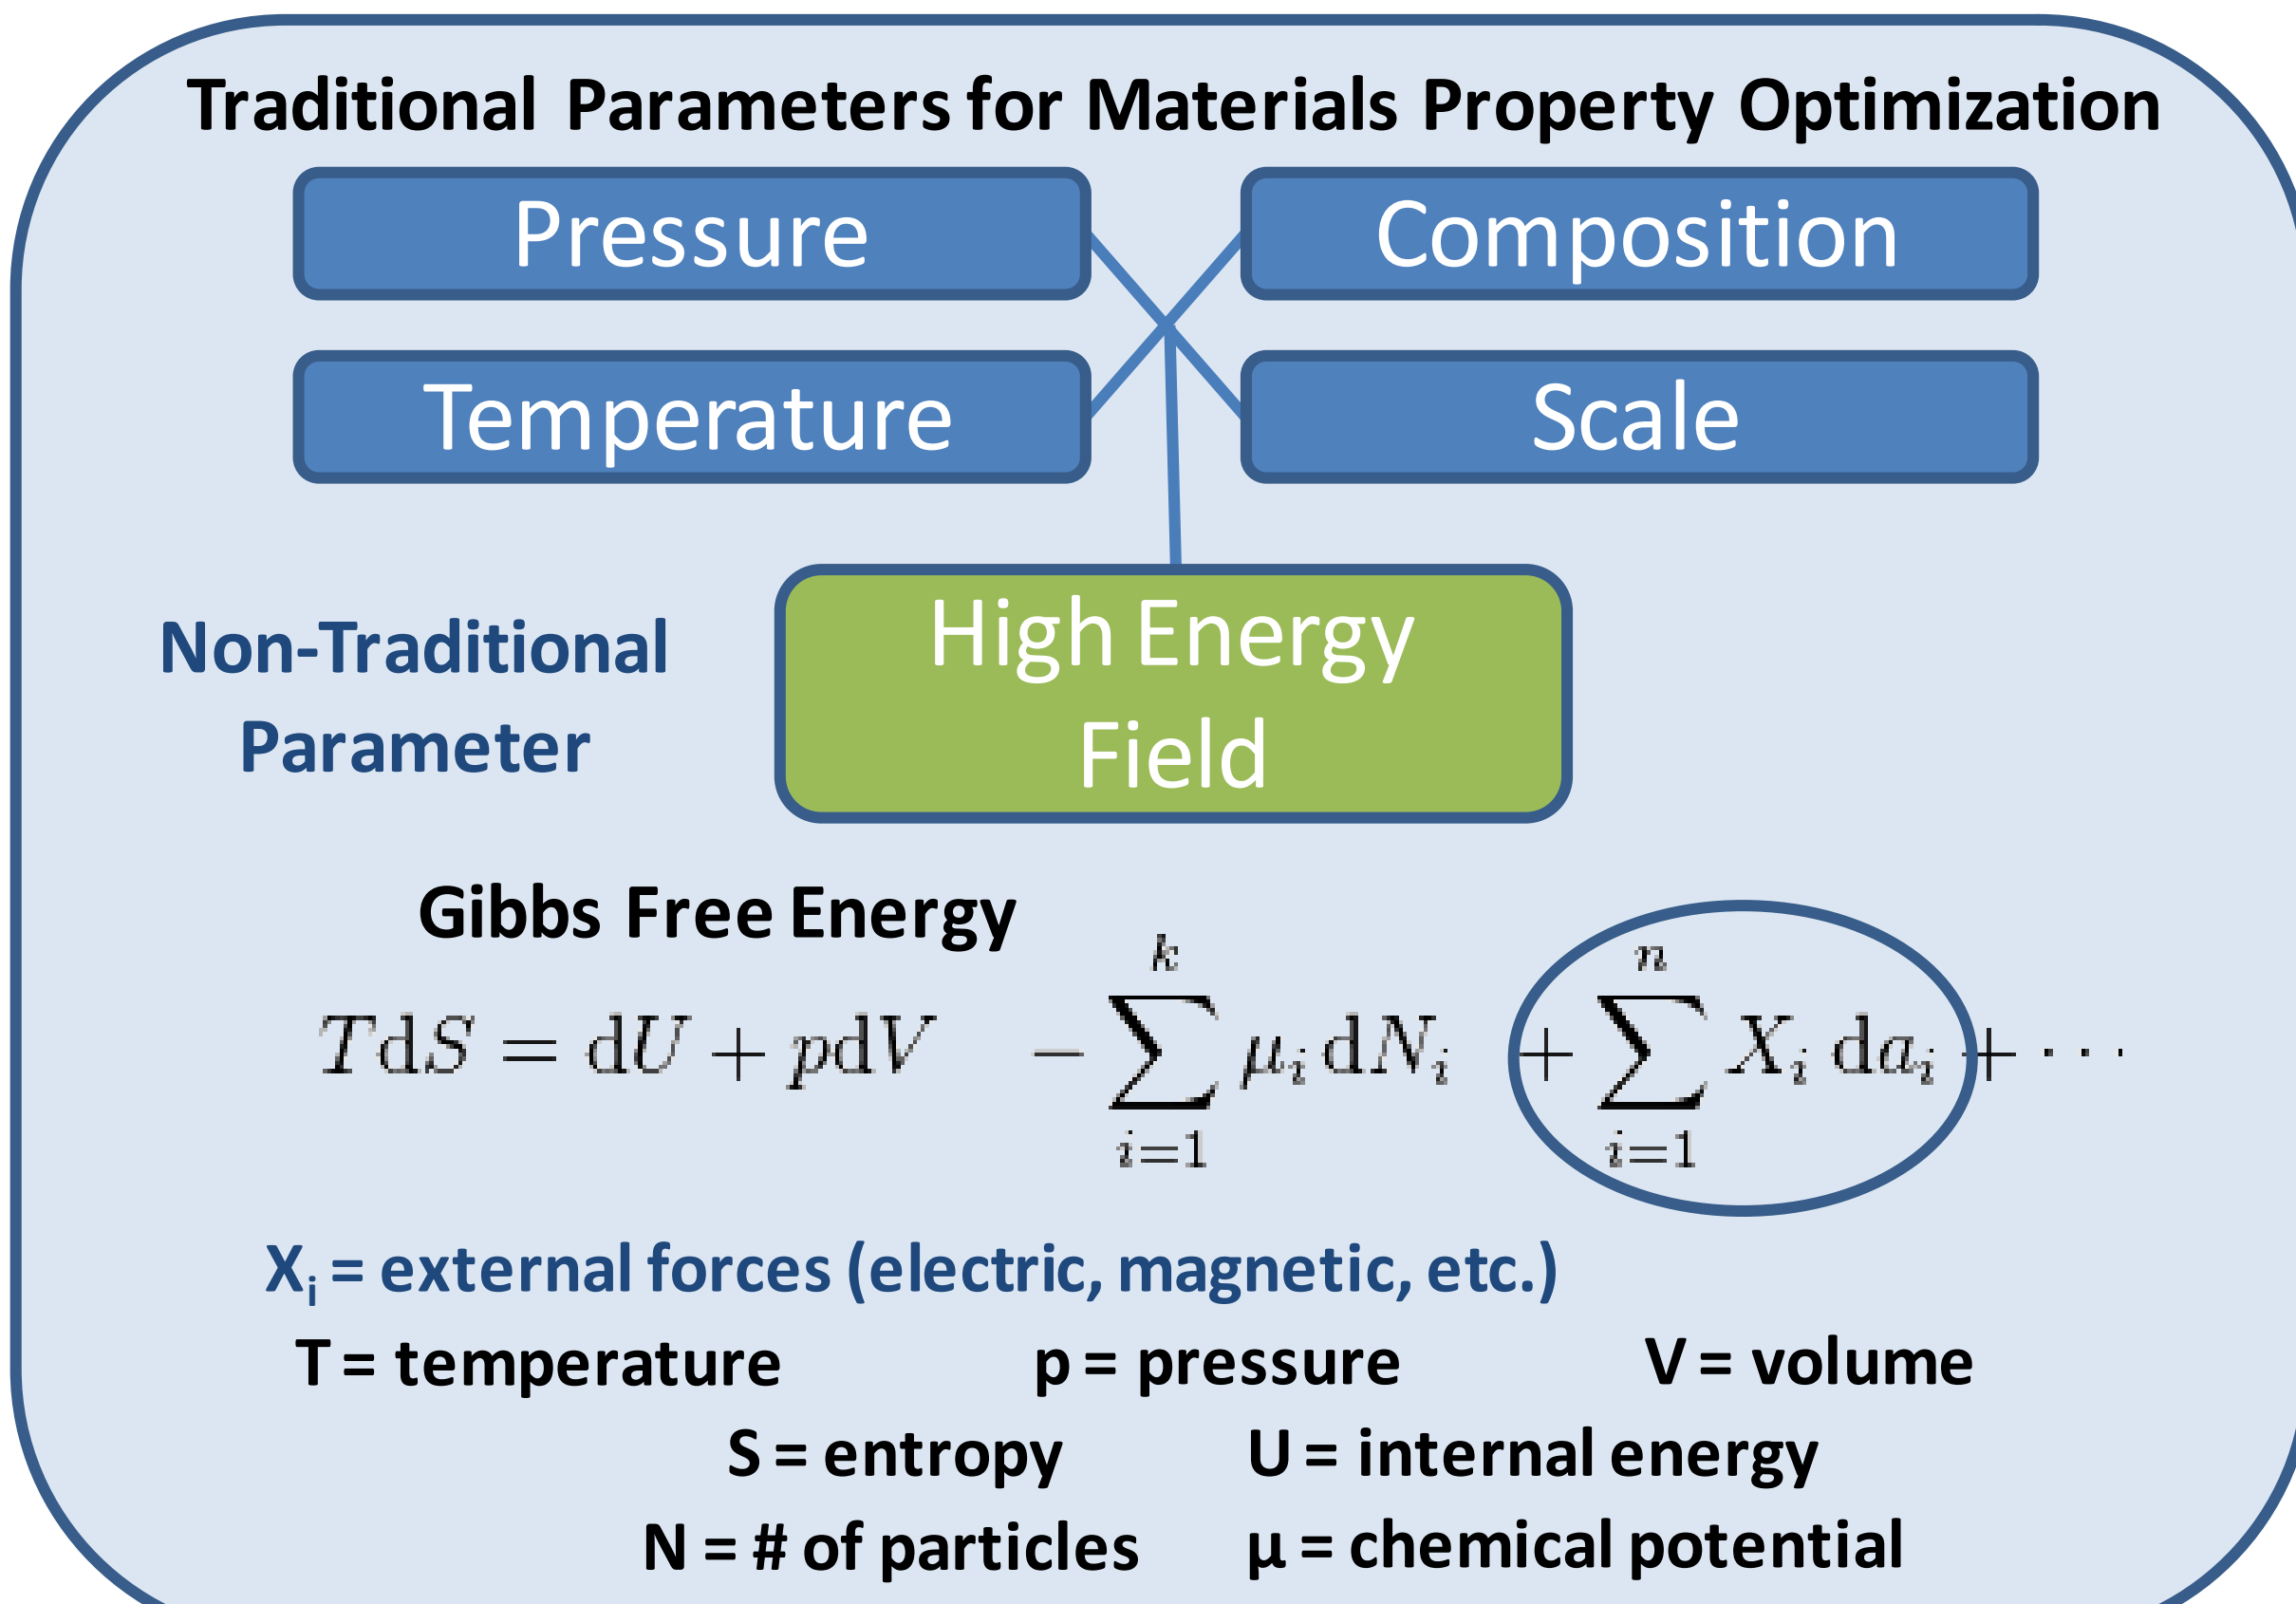 Traditional Parameters for Materials Property Optimization
Pressure
Composition
Temperature
Scale
Non-Traditional
Parameter
High Energy
Field
Gibbs Free Energy
TdS = dU + pdV − ∑_{i=1}^{k} μ_i dN_i + ∑_{i=1}^{n} X_i da_i + ⋯
X_i = external forces (electric, magnetic, etc.)
T = temperature p = pressure V = volume
S = entropy U = internal energy
N = # of particles μ = chemical potential